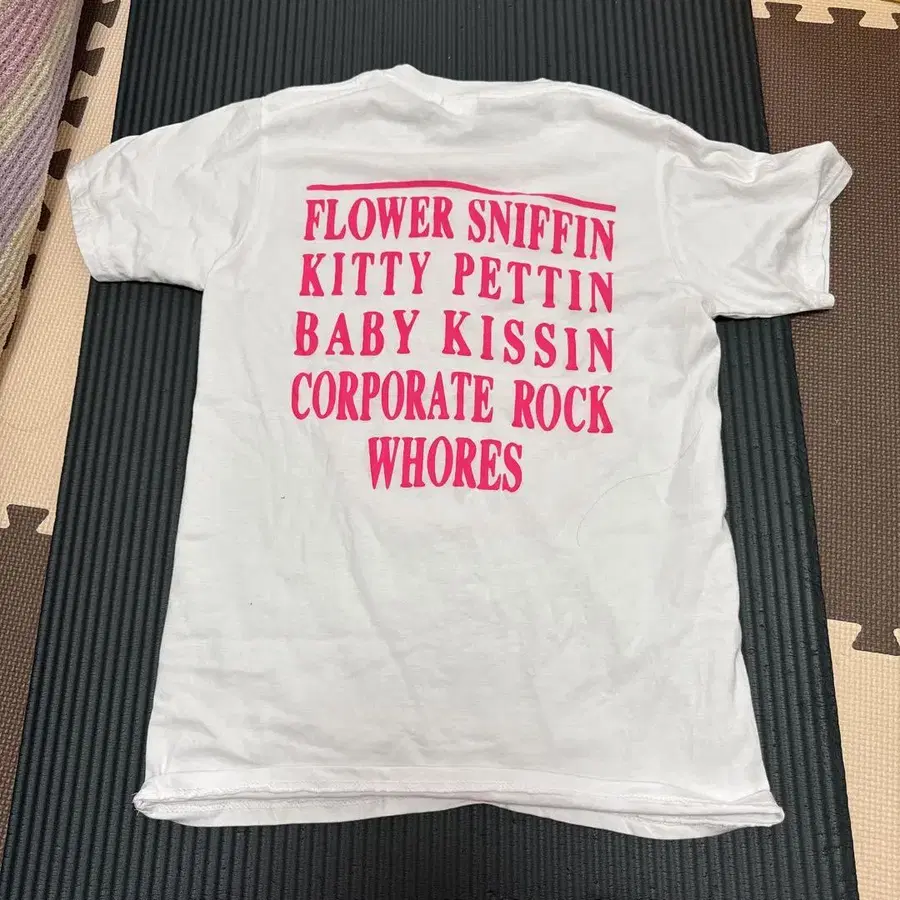 FLOWER SNIFFIN
KITTY PETTIN
BABY KISSIN
CORPORATE ROCK
WHORES